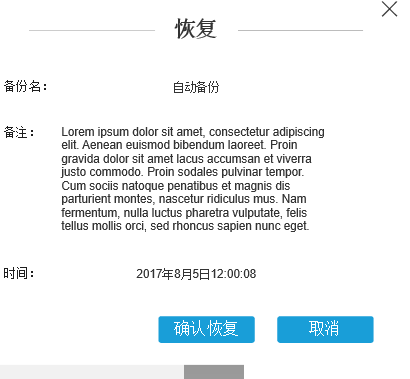 恢复
备份名： 自动备份
备注： Lorem ipsum dolor sit amet, consectetur adipiscing
elit. Aenean euismod bibendum laoreet. Proin
gravida dolor sit amet lacus accumsan et viverra
justo commodo. Proin sodales pulvinar tempor.
Cum sociis natoque penatibus et magnis dis
parturient montes, nascetur ridiculus mus. Nam
fermentum, nulla luctus pharetra vulputate, felis
tellus mollis orci, sed rhoncus sapien nunc eget.
时间： 2017年8月5日12:00:08
确认恢复 取消